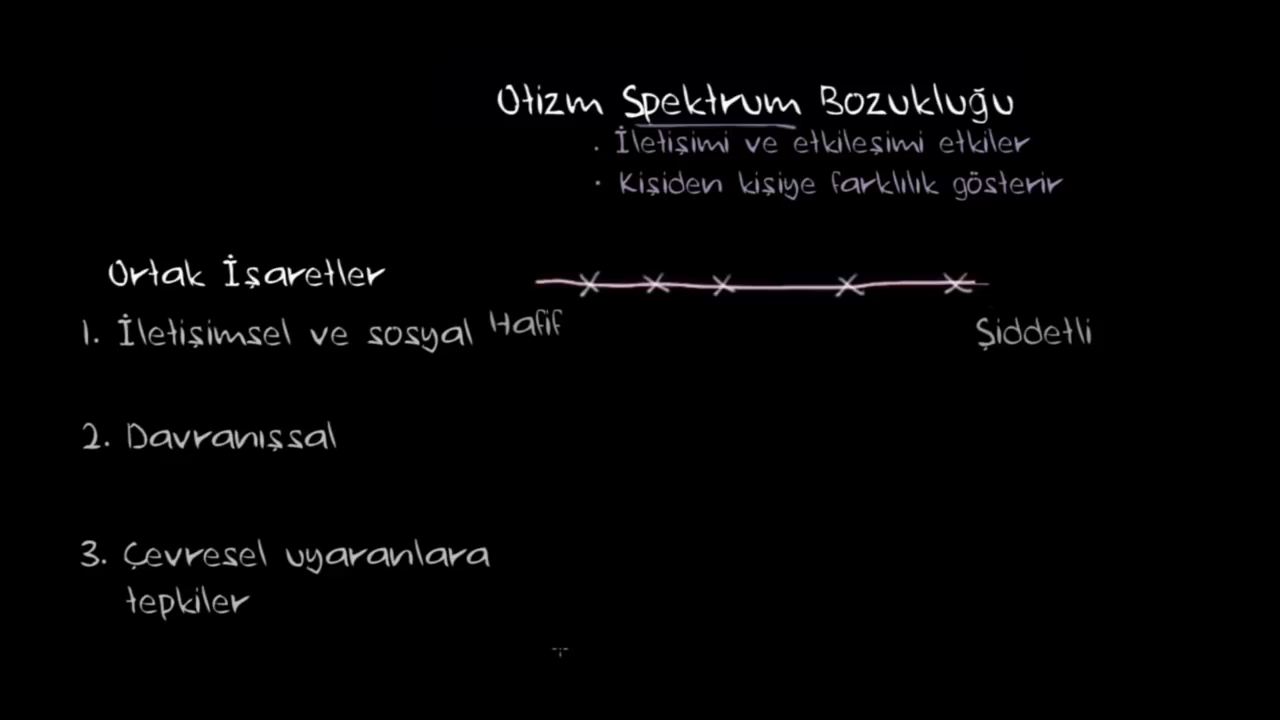 Otizm Spektrum Bozukluğu
· İletişimi ve etkileşimi etkiler
· Kişiden kişiye farklılık gösterir
Ortak İşaretler
1. İletişimsel ve sosyal
Hafif
Şiddetli
2. Davranışsal
3. Çevresel uyaranlara
tepkiler